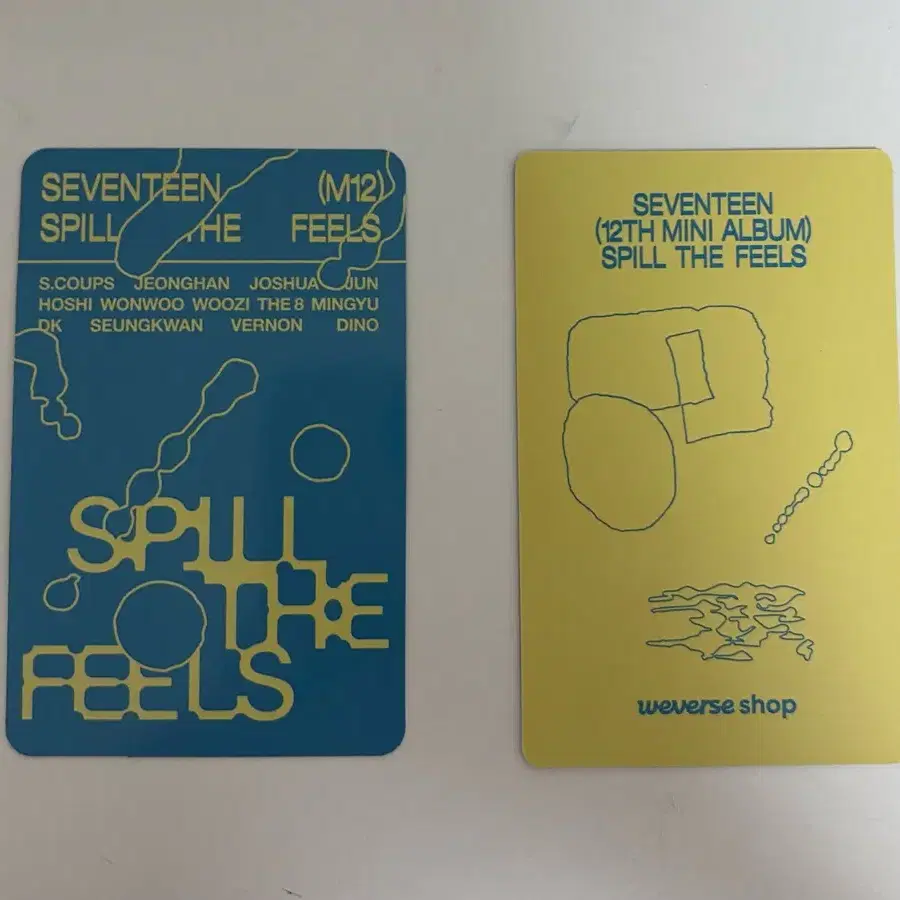 SEVENTEEN (M12)
SPILL THE FEELS
S.COUPS JEONGHAN JOSHUA JUN
HOSHI WONWOO WOOZI THE 8 MINGYU
DK SEUNGKWAN VERNON DINO
SPILL
THE
FEELS
SEVENTEEN
(12TH MINI ALBUM)
SPILL THE FEELS
weverse shop